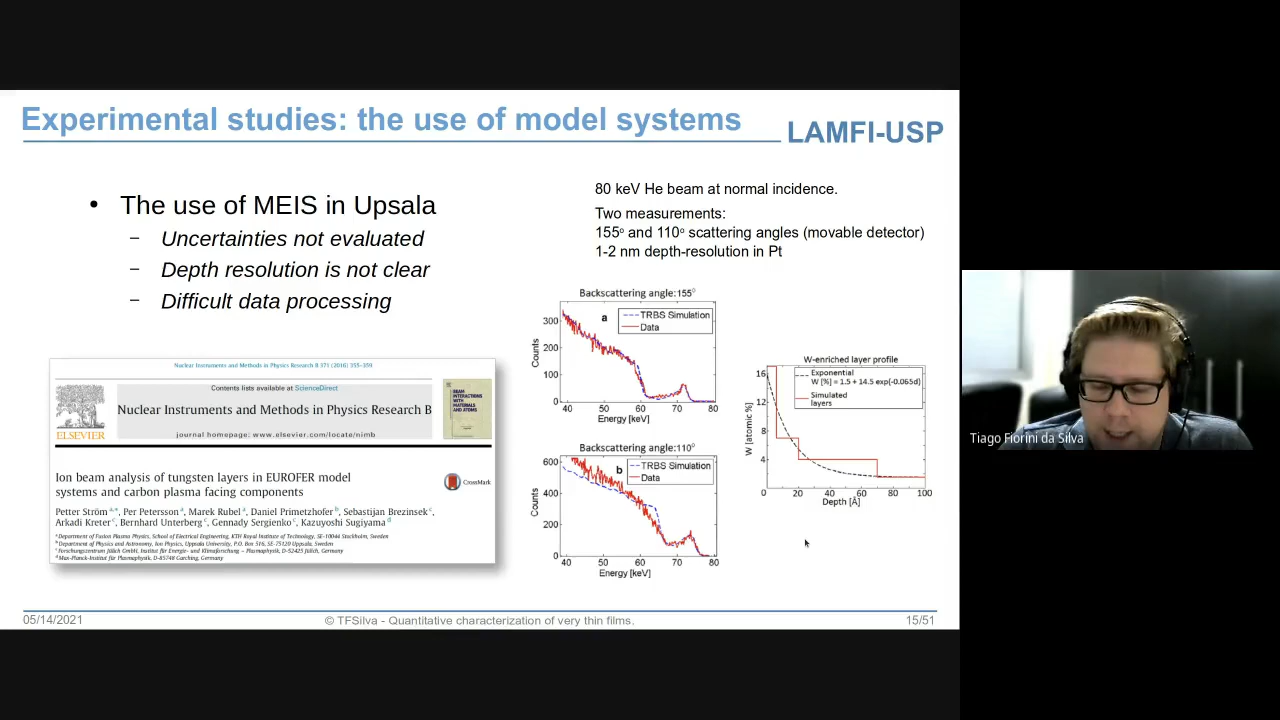 Experimental studies: the use of model systems
LAMFI-USP
• The use of MEIS in Upsala
– Uncertainties not evaluated
– Depth resolution is not clear
– Difficult data processing
80 keV He beam at normal incidence.
Two measurements:
155º and 110º scattering angles (movable detector)
1-2 nm depth-resolution in Pt
Nuclear Instruments and Methods in Physics Research B 371 (2016) 355–359
Contents lists available at ScienceDirect
Nuclear Instruments and Methods in Physics Research B
journal homepage: www.elsevier.com/locate/nimb
ELSEVIER
BEAM
INTERACTIONS
WITH
MATERIALS
AND ATOMS
Ion beam analysis of tungsten layers in EUROFER model
systems and carbon plasma facing components
CrossMark
Petter Ström a,*, Per Petersson a, Marek Rubel a, Daniel Primetzhofer b, Sebastijan Brezinsek c,
Arkadi Kreter c, Bernhard Unterberg c, Gennady Sergienko c, Kazuyoshi Sugiyama d
a Department of Fusion Plasma Physics, School of Electrical Engineering, KTH Royal Institute of Technology, SE-10044 Stockholm, Sweden
b Department of Physics and Astronomy, Ion Physics, Uppsala University, P.O. Box 516, SE-75120 Uppsala, Sweden
c Forschungszentrum Jülich GmbH, Institut für Energie- und Klimaforschung – Plasmaphysik, D-52425 Jülich, Germany
d Max-Planck-Institut für Plasmaphysik, D-85748 Garching, Germany
Backscattering angle:155º
a
TRBS Simulation
Data
Counts
300
200
100
0
40 50 60 70 80
Energy [keV]
Backscattering angle:110º
b
TRBS Simulation
Data
Counts
600
400
200
0
40 50 60 70 80
Energy [keV]
W-enriched layer profile
Exponential
W [%] = 1.5 + 14.5 exp(-0.065d)
Simulated
layers
W [atomic %]
16
12
8
4
0 20 40 60 80 100
Depth [Å]
Tiago Fiorini da Silva
05/14/2021
© TFSilva - Quantitative characterization of very thin films.
15/51